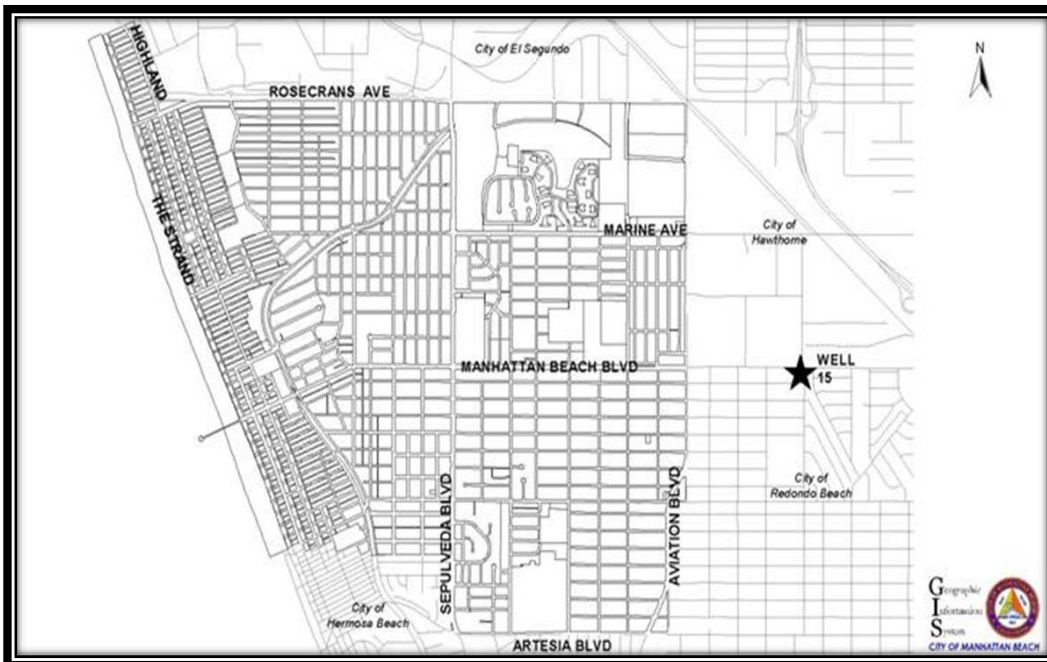 HIGHLAND
City of El Segundo
N
ROSECRANS AVE
THE STRAND
MARINE AVE
City of
Hawthorne
MANHATTAN BEACH BLVD
WELL
15
SEPULVEDA BLVD
AVIATION BLVD
City of
Redondo Beach
City of
Hermosa Beach
ARTESIA BLVD
Geographic
Information
System
CITY OF MANHATTAN BEACH